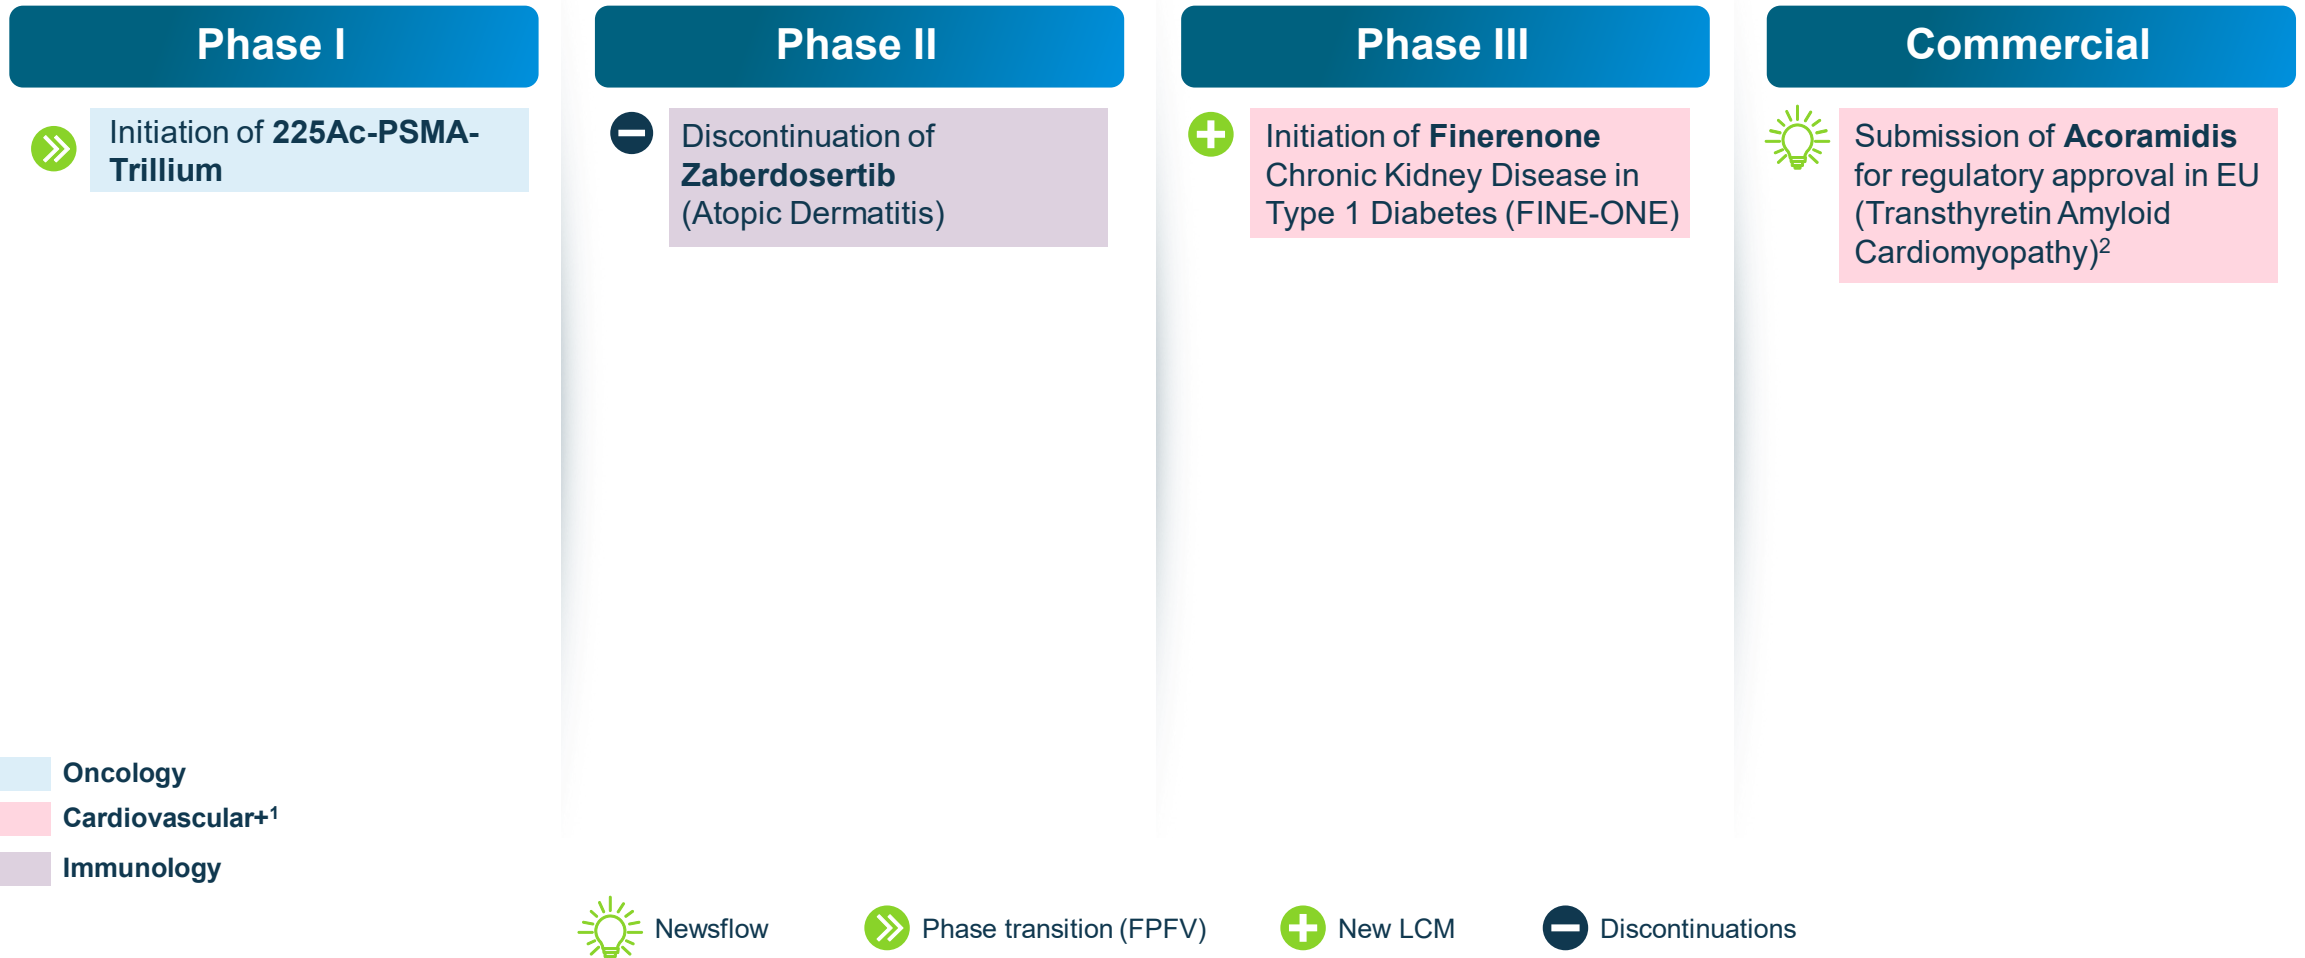 Phase I
Initiation of 225Ac-PSMA-
Trillium
Phase II
Discontinuation of
Zaberdosertib
(Atopic Dermatitis)
Phase III
Initiation of Finerenone
Chronic Kidney Disease in
Type 1 Diabetes (FINE-ONE)
Commercial
Submission of Acoramidis
for regulatory approval in EU
(Transthyretin Amyloid
Cardiomyopathy)²
Oncology
Cardiovascular+¹
Immunology
Newsflow
Phase transition (FPFV)
New LCM
Discontinuations